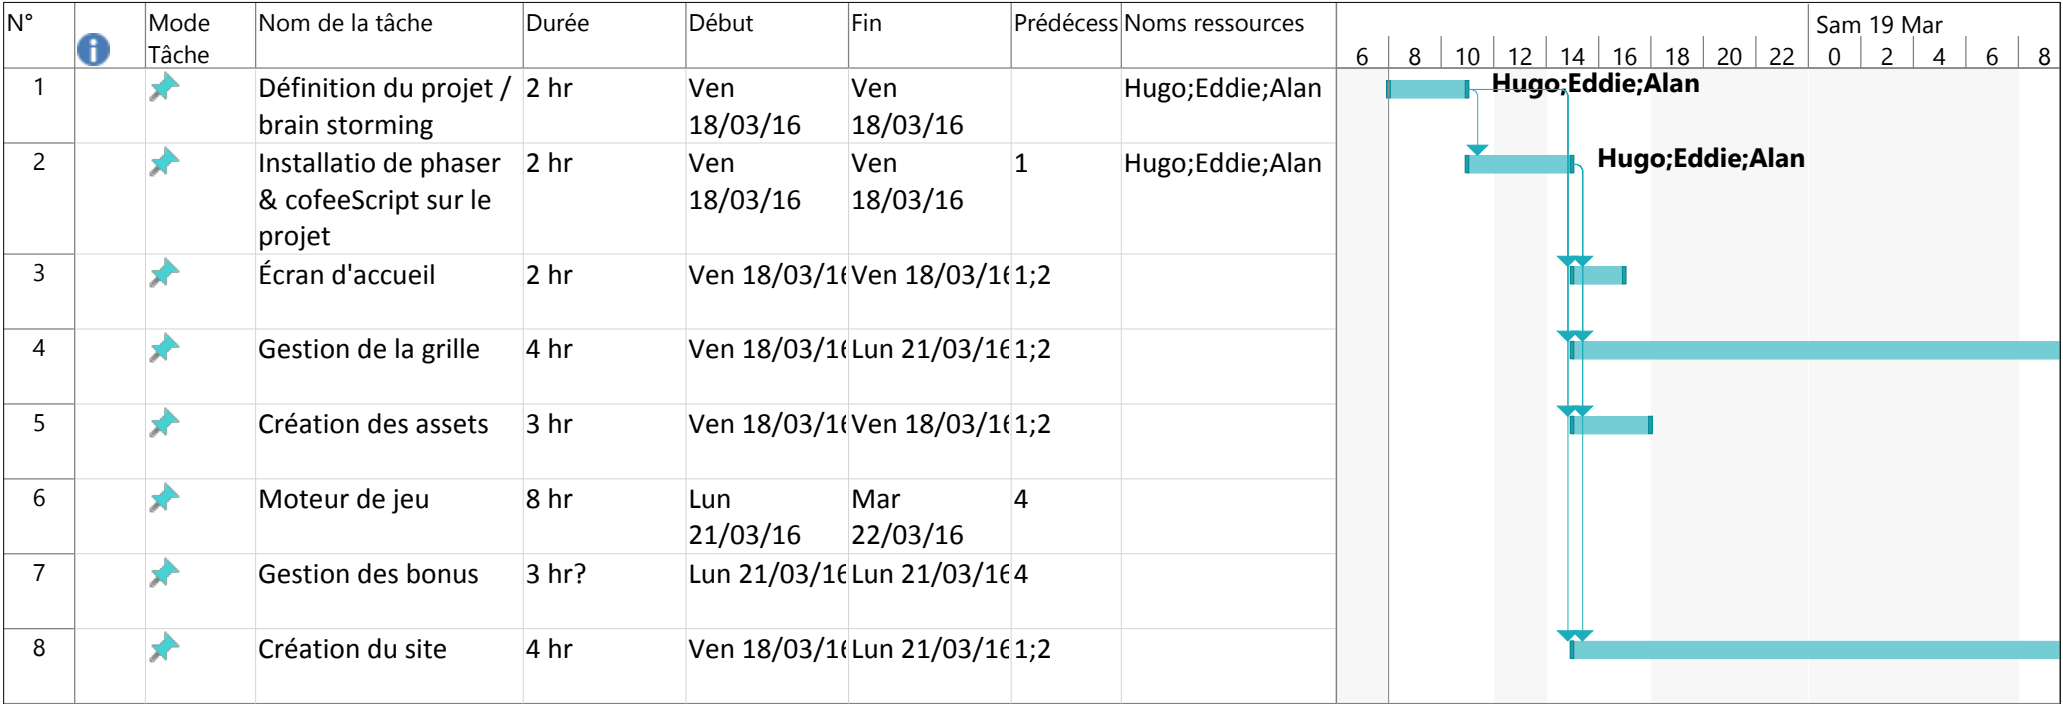 N° Mode Nom de la tâche Durée Début Fin Prédécess Noms ressources Sam 19 Mar
Tâche 6 8 10 12 14 16 18 20 22 0 2 4 6 8
1 Définition du projet / 2 hr Ven Ven Hugo;Eddie;Alan Hugo;Eddie;Alan
brain storming 18/03/16 18/03/16
2 Installatio de phaser 2 hr Ven Ven 1 Hugo;Eddie;Alan Hugo;Eddie;Alan
& cofeeScript sur le 18/03/16 18/03/16
projet
3 Écran d'accueil 2 hr Ven 18/03/16 Ven 18/03/16 1;2
4 Gestion de la grille 4 hr Ven 18/03/16 Lun 21/03/16 1;2
5 Création des assets 3 hr Ven 18/03/16 Ven 18/03/16 1;2
6 Moteur de jeu 8 hr Lun Mar 4
21/03/16 22/03/16
7 Gestion des bonus 3 hr? Lun 21/03/16 Lun 21/03/16 4
8 Création du site 4 hr Ven 18/03/16 Lun 21/03/16 1;2